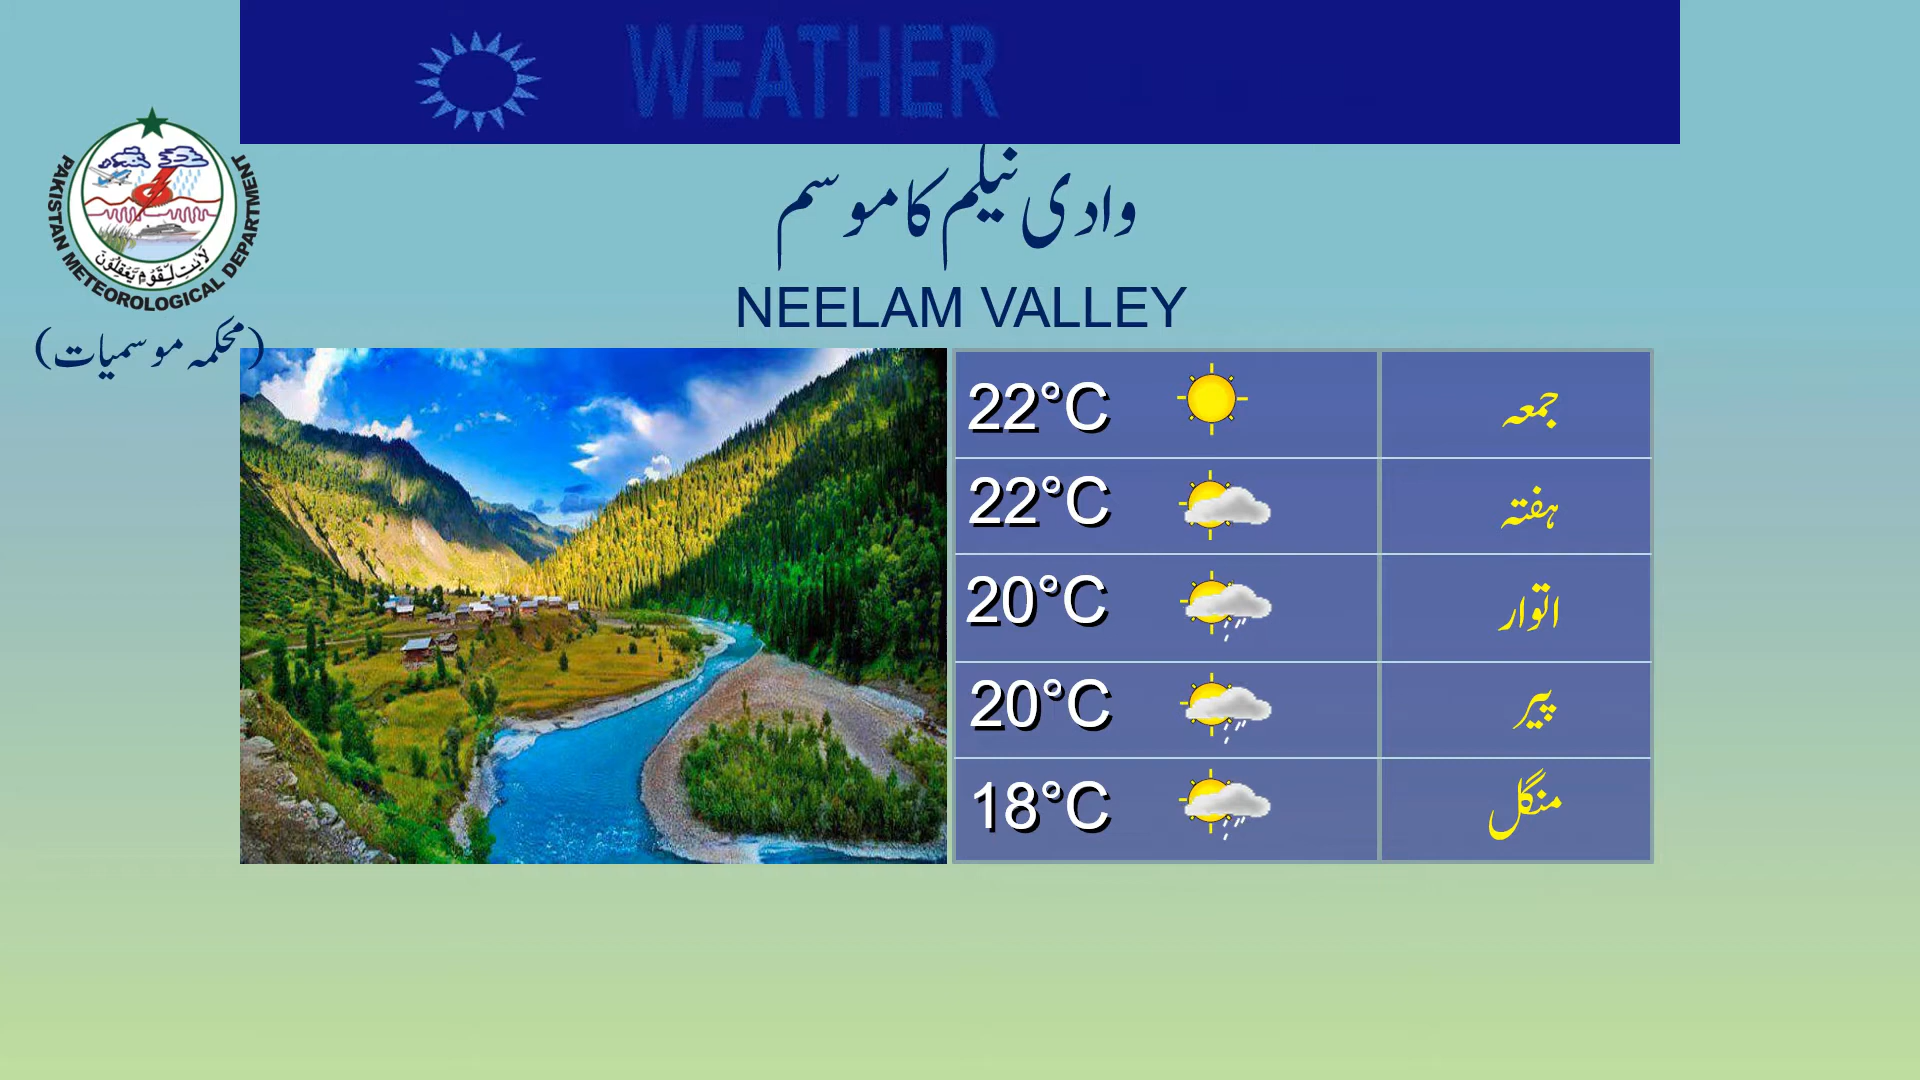 WEATHER
PAKISTAN METEOROLOGICAL DEPARTMENT
لَاٰيٰتٍ لِّقَوْمٍ يَّعْقِلُوْنَ
(محکمہ موسمیات)
وادی نیلم کا موسم
NEELAM VALLEY
جمعہ 22°C
ہفتہ 22°C
اتوار 20°C
پیر 20°C
منگل 18°C